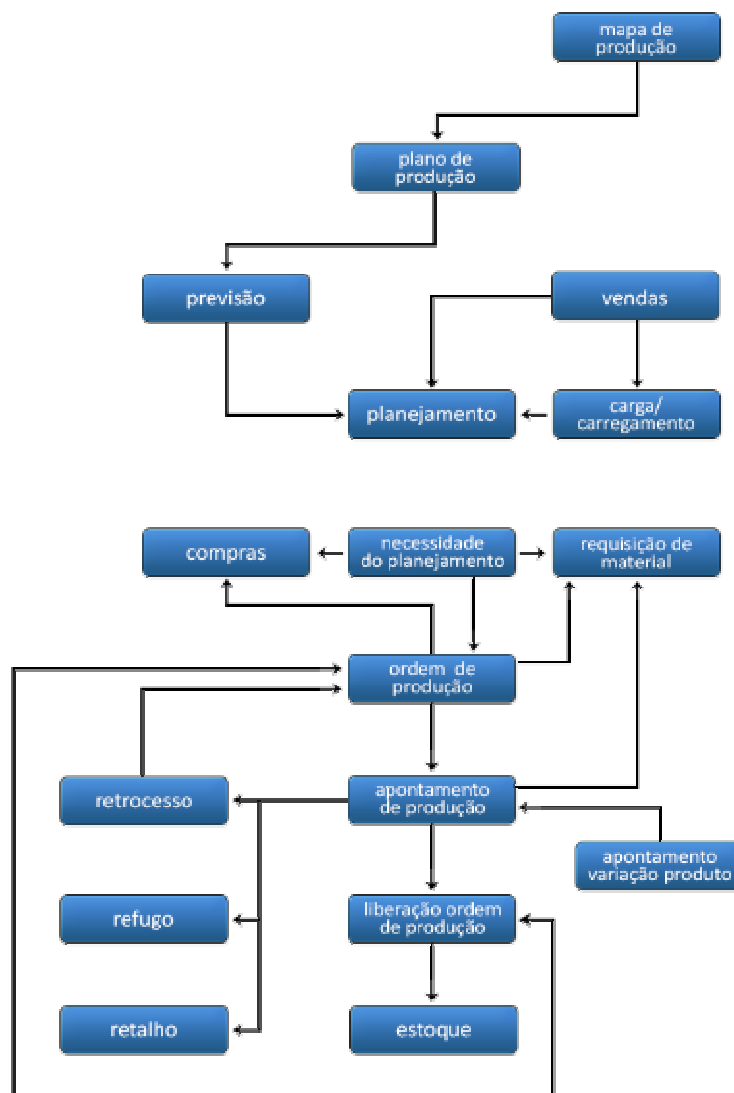 mapa de
produção
plano de
produção
previsão
vendas
planejamento
carga/
carregamento
compras
necessidade
do planejamento
requisição de
material
ordem de
produção
retrocesso
apontamento
de produção
apontamento
variação produto
refugo
liberação ordem
de produção
retalho
estoque